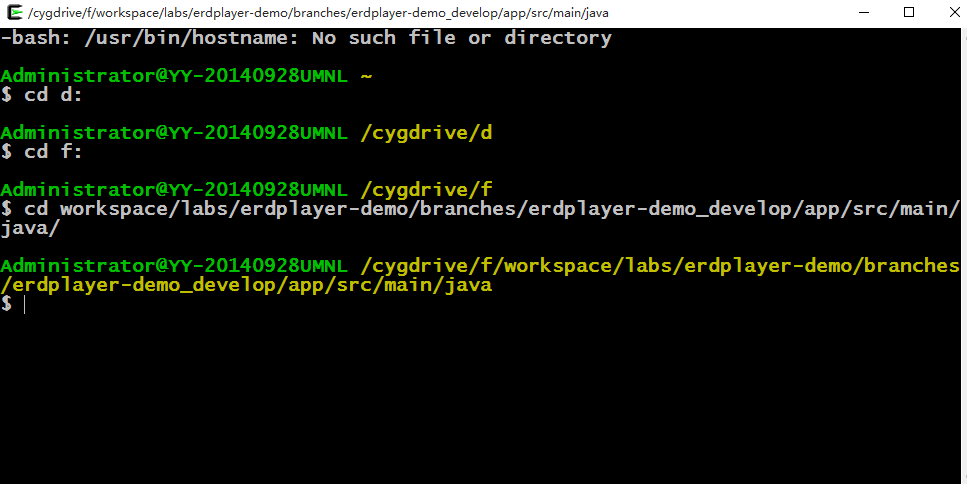 /cygdrive/f/workspace/labs/erdplayer-demo/branches/erdplayer-demo_develop/app/src/main/java
-bash: /usr/bin/hostname: No such file or directory
Administrator@YY-20140928UMNL ~
$ cd d:
Administrator@YY-20140928UMNL /cygdrive/d
$ cd f:
Administrator@YY-20140928UMNL /cygdrive/f
$ cd workspace/labs/erdplayer-demo/branches/erdplayer-demo_develop/app/src/main/
java/
Administrator@YY-20140928UMNL /cygdrive/f/workspace/labs/erdplayer-demo/branches
/erdplayer-demo_develop/app/src/main/java
$